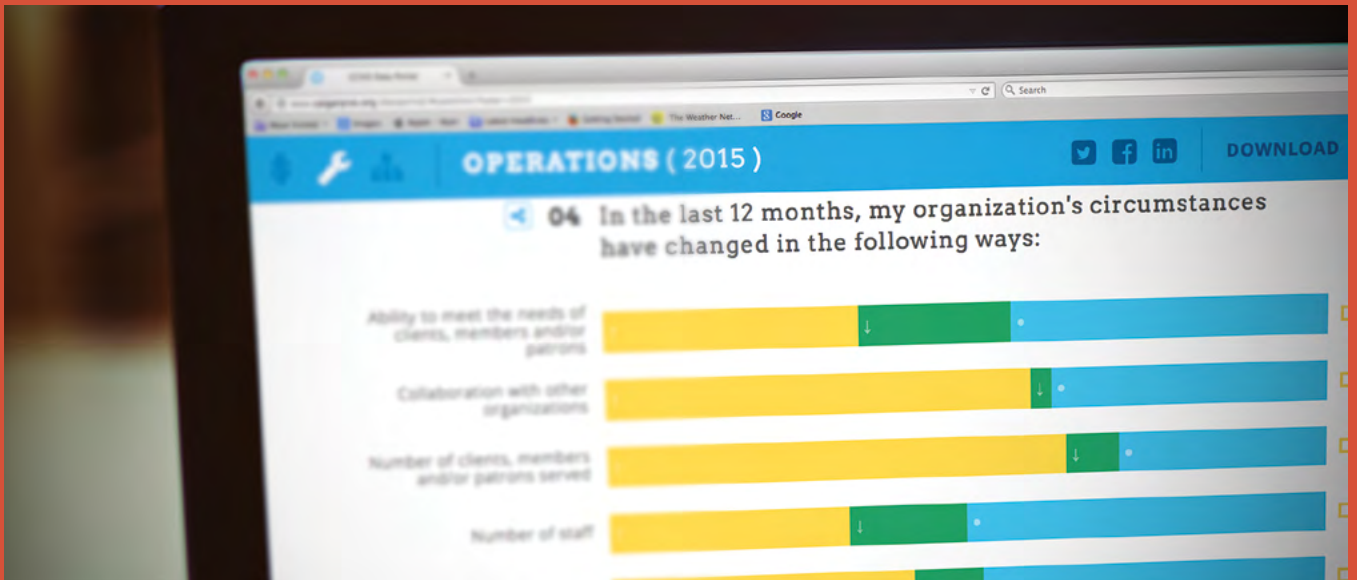 Search
The Weather Net... Google
OPERATIONS ( 2015 )
in
DOWNLOAD
04 In the last 12 months, my organization's circumstances
have changed in the following ways:
Ability to meet the needs of
clients, members and/or
patrons
Collaboration with other
organizations
Number of clients, members
and/or patrons served
Number of staff